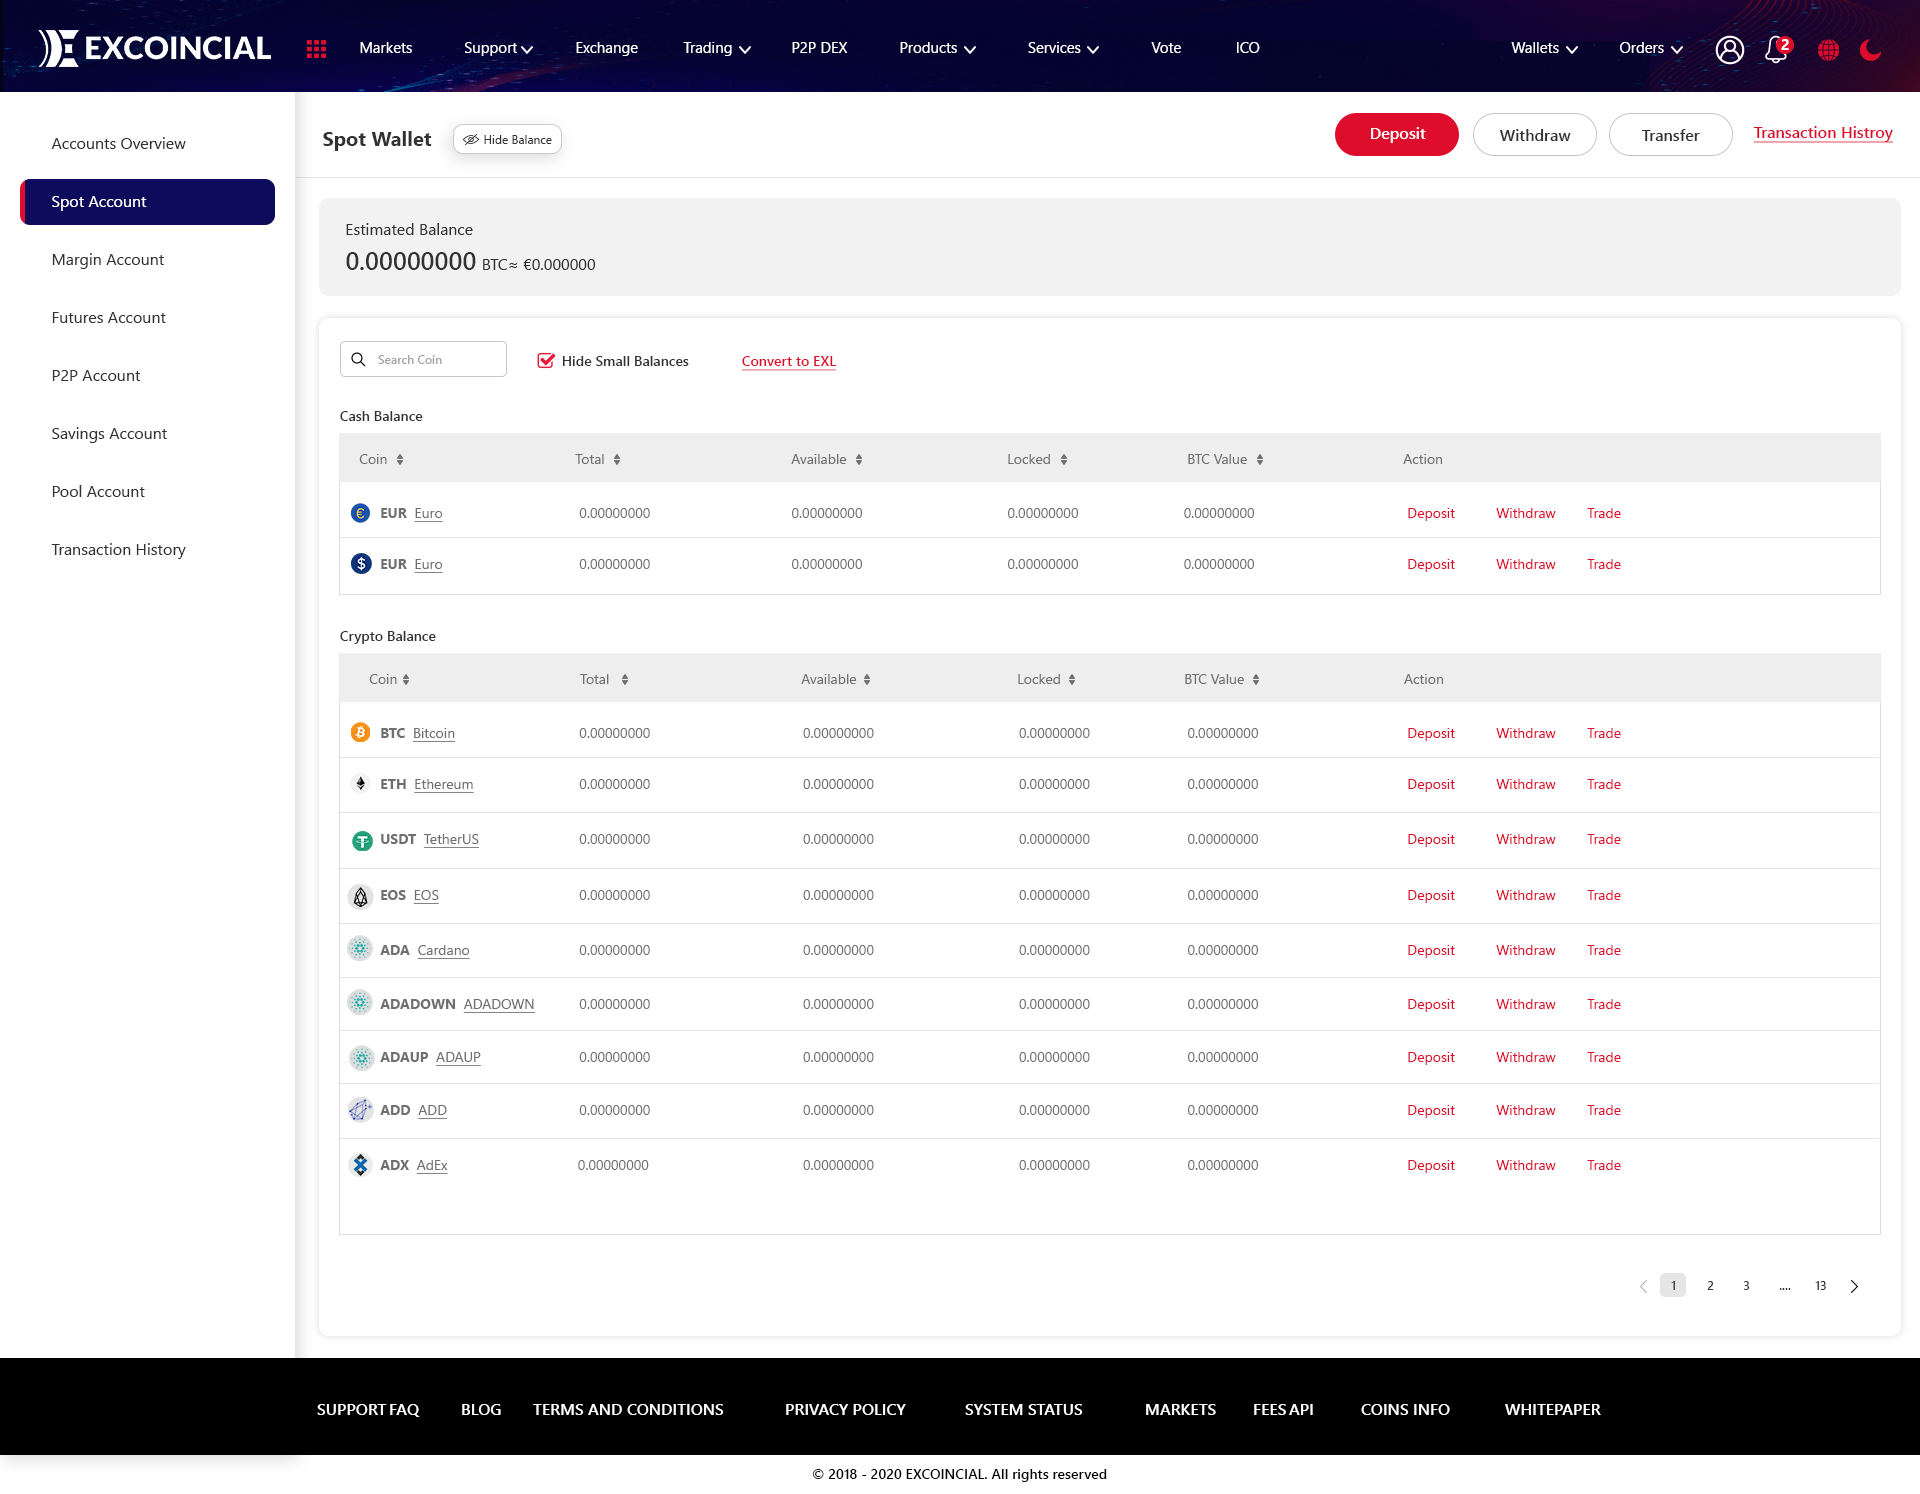 EXCOINCIAL Markets Support Exchange Trading P2P DEX Products Services Vote ICO Wallets Orders 2
Accounts Overview
Spot Account
Margin Account
Futures Account
P2P Account
Savings Account
Pool Account
Transaction History
Spot Wallet Hide Balance Deposit Withdraw Transfer Transaction Histroy
Estimated Balance
0.00000000 BTC≈ €0.000000
Search Coin Hide Small Balances Convert to EXL
Cash Balance
Coin Total Available Locked BTC Value Action
EUR Euro 0.00000000 0.00000000 0.00000000 0.00000000 Deposit Withdraw Trade
EUR Euro 0.00000000 0.00000000 0.00000000 0.00000000 Deposit Withdraw Trade
Crypto Balance
Coin Total Available Locked BTC Value Action
BTC Bitcoin 0.00000000 0.00000000 0.00000000 0.00000000 Deposit Withdraw Trade
ETH Ethereum 0.00000000 0.00000000 0.00000000 0.00000000 Deposit Withdraw Trade
USDT TetherUS 0.00000000 0.00000000 0.00000000 0.00000000 Deposit Withdraw Trade
EOS EOS 0.00000000 0.00000000 0.00000000 0.00000000 Deposit Withdraw Trade
ADA Cardano 0.00000000 0.00000000 0.00000000 0.00000000 Deposit Withdraw Trade
ADADOWN ADADOWN 0.00000000 0.00000000 0.00000000 0.00000000 Deposit Withdraw Trade
ADAUP ADAUP 0.00000000 0.00000000 0.00000000 0.00000000 Deposit Withdraw Trade
ADD ADD 0.00000000 0.00000000 0.00000000 0.00000000 Deposit Withdraw Trade
ADX AdEx 0.00000000 0.00000000 0.00000000 0.00000000 Deposit Withdraw Trade
1 2 3 .... 13
SUPPORT FAQ BLOG TERMS AND CONDITIONS PRIVACY POLICY SYSTEM STATUS MARKETS FEES API COINS INFO WHITEPAPER
© 2018 - 2020 EXCOINCIAL. All rights reserved